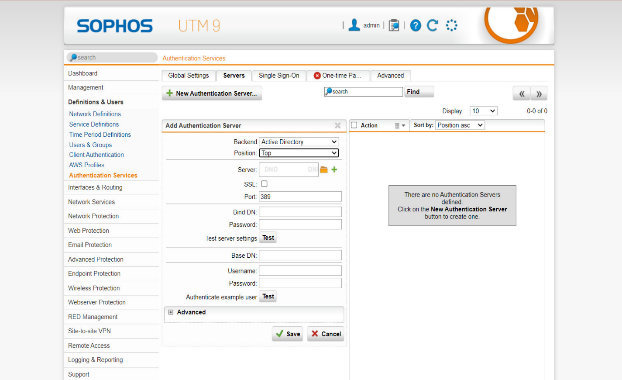 SOPHOS
UTM 9
admin
search
Authentication Services
Dashboard
Management
Definitions & Users
Network Definitions
Service Definitions
Time Period Definitions
Users & Groups
Client Authentication
AWS Profiles
Authentication Services
Interfaces & Routing
Network Services
Network Protection
Web Protection
Email Protection
Advanced Protection
Endpoint Protection
Wireless Protection
Webserver Protection
RED Management
Site-to-site VPN
Remote Access
Logging & Reporting
Support
Global Settings
Servers
Single Sign-On
One-time Pa...
Advanced
New Authentication Server...
search
Find
Display
10
0-0 of 0
Add Authentication Server
Backend
Active Directory
Position:
Top
Server:
DND
SSL:
Port:
389
Bind DN:
Password:
Test server settings
Test
Base DN:
Username:
Password:
Authenticate example user
Test
Advanced
Save
Cancel
Action
Sort by:
Position asc
There are no Authentication Servers
defined
Click on the New Authentication Server
button to create one.